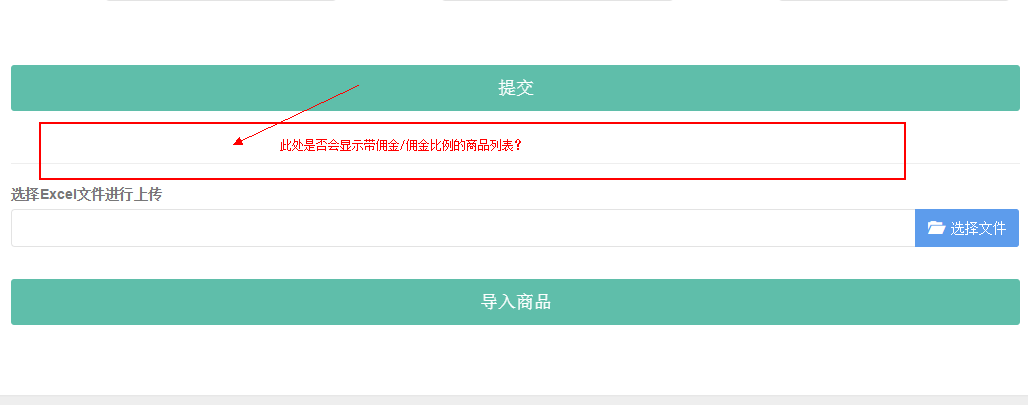 提交
此处是否会显示带佣金/佣金比例的商品列表？
选择Excel文件进行上传
选择文件
导入商品